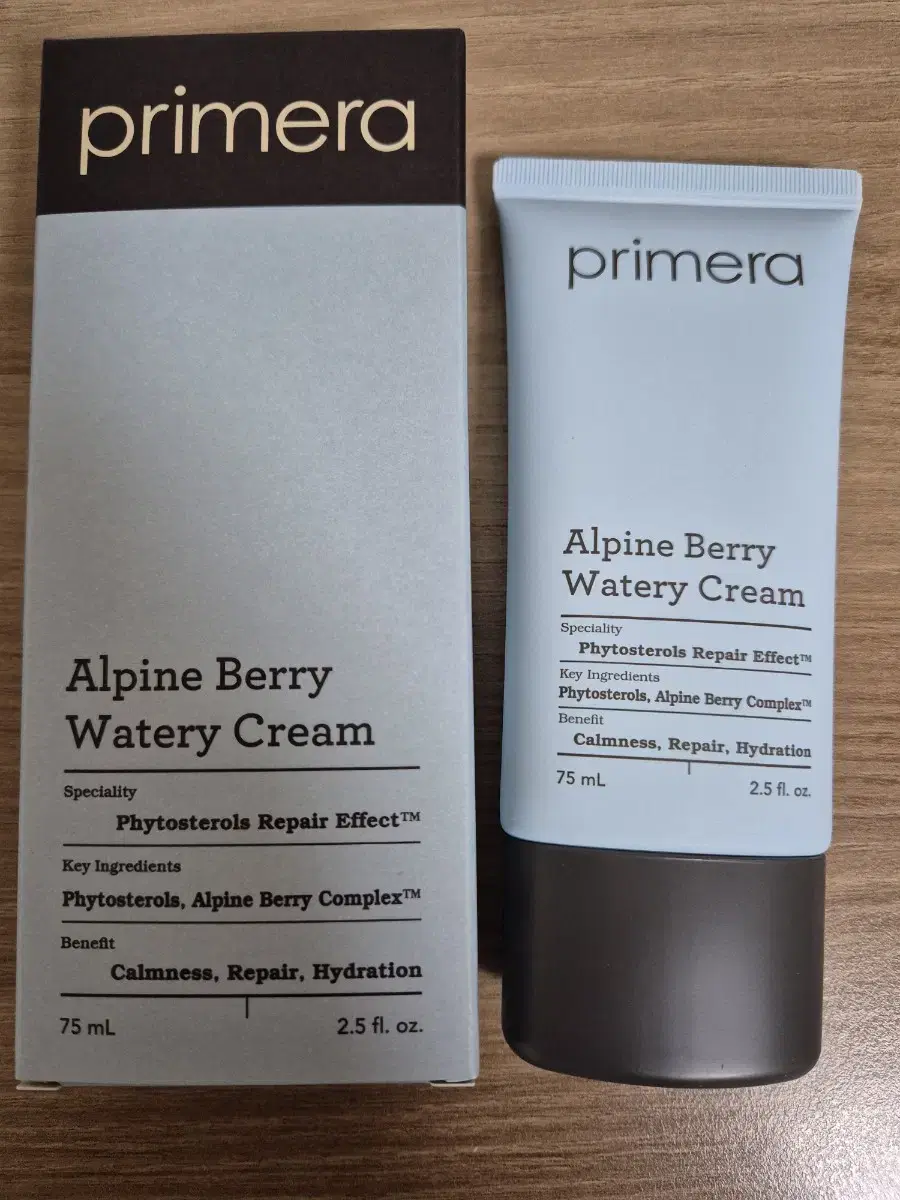 primera
Alpine Berry
Watery Cream
Speciality
Phytosterols Repair Effect™
Key Ingredients
Phytosterols, Alpine Berry Complex™
Benefit
Calmness, Repair, Hydration
75 mL 2.5 fl. oz.
primera
Alpine Berry
Watery Cream
Speciality
Phytosterols Repair Effect™
Key Ingredients
Phytosterols, Alpine Berry Complex™
Benefit
Calmness, Repair, Hydration
75 mL 2.5 fl. oz.